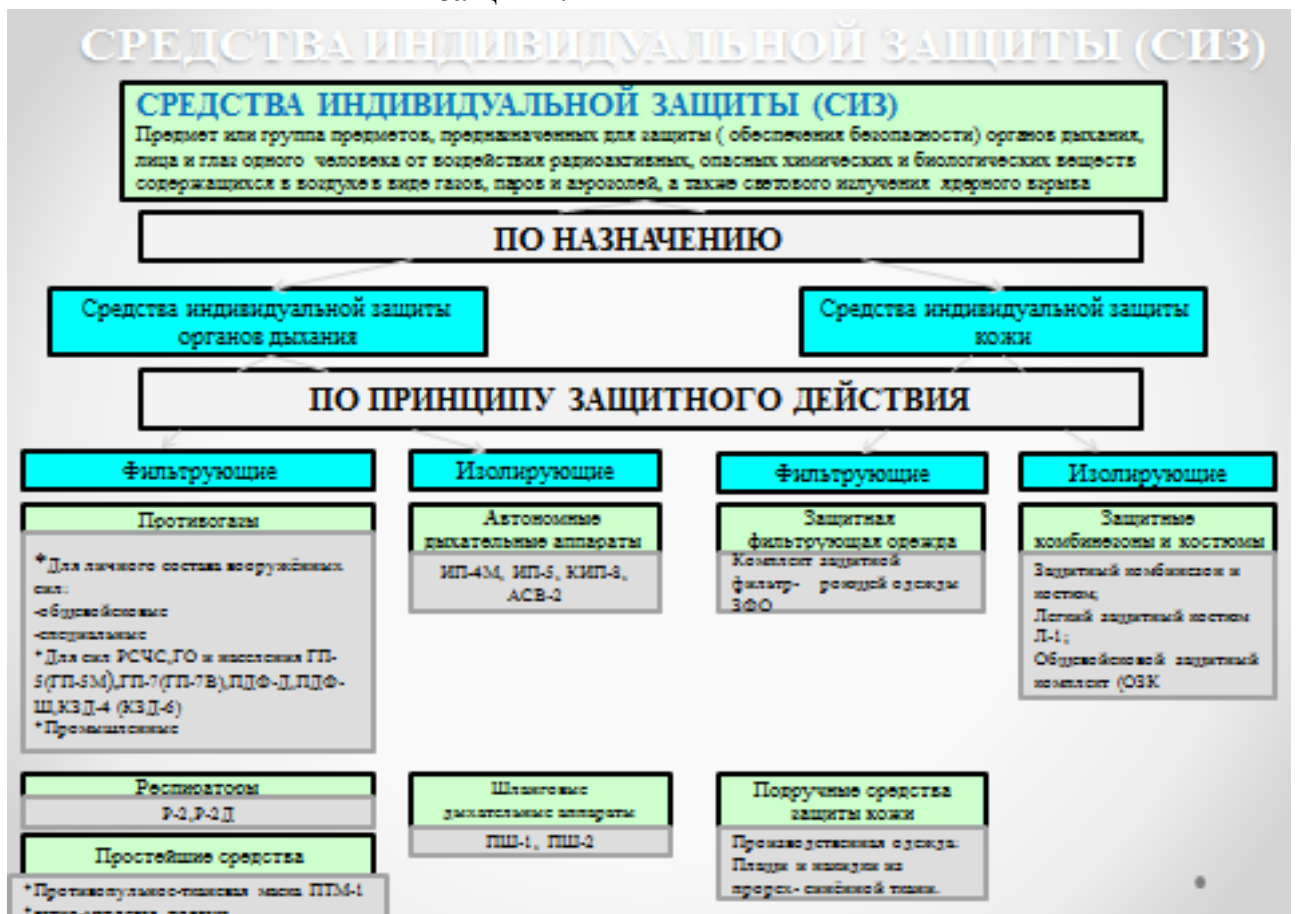 СРЕДСТВА ИНДИВИДУАЛЬНОЙ ЗАЩИТЫ (СИЗ)
СРЕДСТВА ИНДИВИДУАЛЬНОЙ ЗАЩИТЫ (СИЗ)
Предмет или группа предметов, предназначенных для защиты ( обеспечения безопасности) органов дыхания,
лица и глаз одного человека от воздействия радиоактивных, опасных химических и биологических веществ
содержащихся в воздухе в виде газов, паров и аэрозолей, а также светового излучения ядерного взрыва
ПО НАЗНАЧЕНИЮ
Средства индивидуальной защиты
органов дыхания
Средства индивидуальной защиты
кожи
ПО ПРИНЦИПУ ЗАЩИТНОГО ДЕЙСТВИЯ
Фильтрующие
Изолирующие
Фильтрующие
Изолирующие
Противогазы
*Для личного состава вооружённых
сил:
-общевойсковые
-специальные
*Для сил РСЧС,ГО и населения ГП-
5(ГП-5М),ГП-7(ГП-7В),ПДФ-Д,ПДФ-
Ш,КЗД-4 (КЗД-6)
*Промышленные
Автономные
дыхательные аппараты
ИП-4М, ИП-5, КИП-8,
АСВ-2
Защитная
фильтрующая одежда
Комплект защитной
фильтр- роющей одежды
ЗФО
Защитные
комбинезоны и костюмы
Защитный комбинезон и
костюм;
Легкий защитный костюм
Л-1;
Общевойсковой защитный
комплект (ОЗК
Респираторы
Р-2,Р-2Д
Простейшие средства
*Противопульное-тканевая маска ПТМ-1
Шланговые
дыхательные аппараты
ПШ-1, ПШ-2
Подручные средства
защиты кожи
Производственная одежда:
Плащи и накидки из
прорез- синённой ткани.